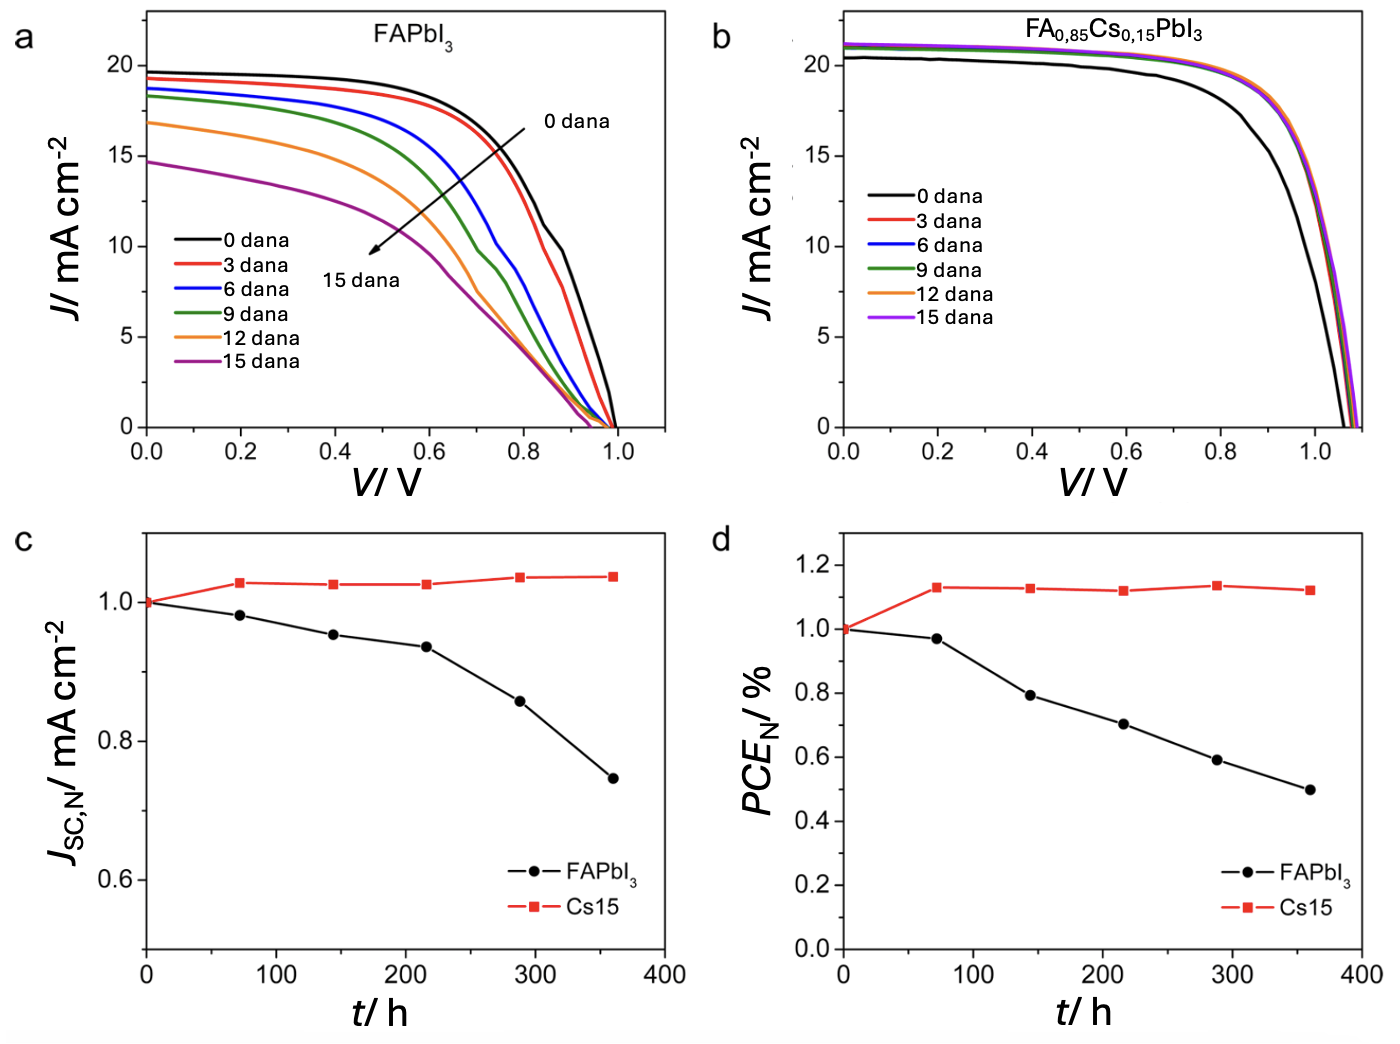 a
FAPbI₃
J/ mA cm⁻²
20
15
10
5
0
0 dana
15 dana
0 dana
3 dana
6 dana
9 dana
12 dana
15 dana
0.0 0.2 0.4 0.6 0.8 1.0
V/ V
b
FA₀,₈₅Cs₀,₁₅PbI₃
J/ mA cm⁻²
20
15
10
5
0
0 dana
3 dana
6 dana
9 dana
12 dana
15 dana
0.0 0.2 0.4 0.6 0.8 1.0
V/ V
c
J_SC,N/ mA cm⁻²
1.0
0.8
0.6
FAPbI₃
Cs15
0 100 200 300 400
t/ h
d
PCE_N/ %
1.2
1.0
0.8
0.6
0.4
0.2
0.0
FAPbI₃
Cs15
0 100 200 300 400
t/ h